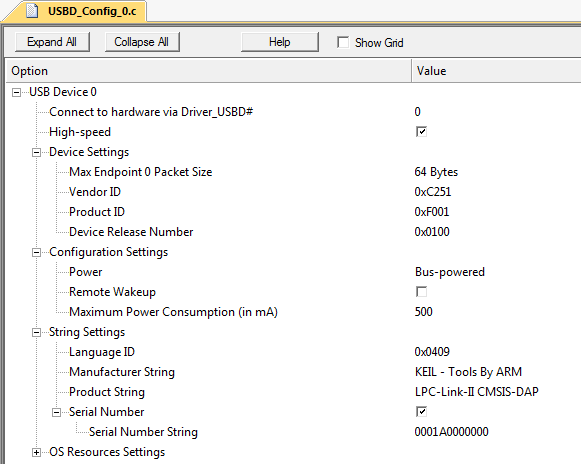 USBD_Config_0.c
Expand All Collapse All Help Show Grid
Option Value
USB Device 0
Connect to hardware via Driver_USBD# 0
High-speed
Device Settings
Max Endpoint 0 Packet Size 64 Bytes
Vendor ID 0xC251
Product ID 0xF001
Device Release Number 0x0100
Configuration Settings
Power Bus-powered
Remote Wakeup
Maximum Power Consumption (in mA) 500
String Settings
Language ID 0x0409
Manufacturer String KEIL - Tools By ARM
Product String LPC-Link-II CMSIS-DAP
Serial Number
Serial Number String 0001A0000000
OS Resources Settings